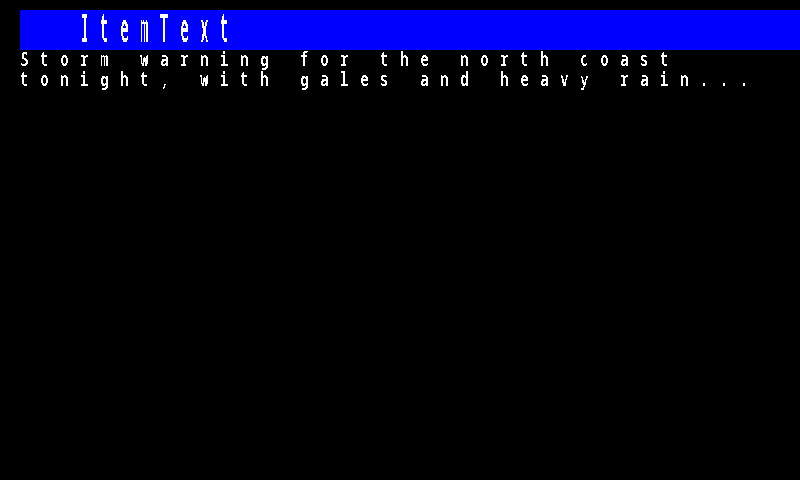 ItemText
Storm warning for the north coast
tonight, with gales and heavy rain...